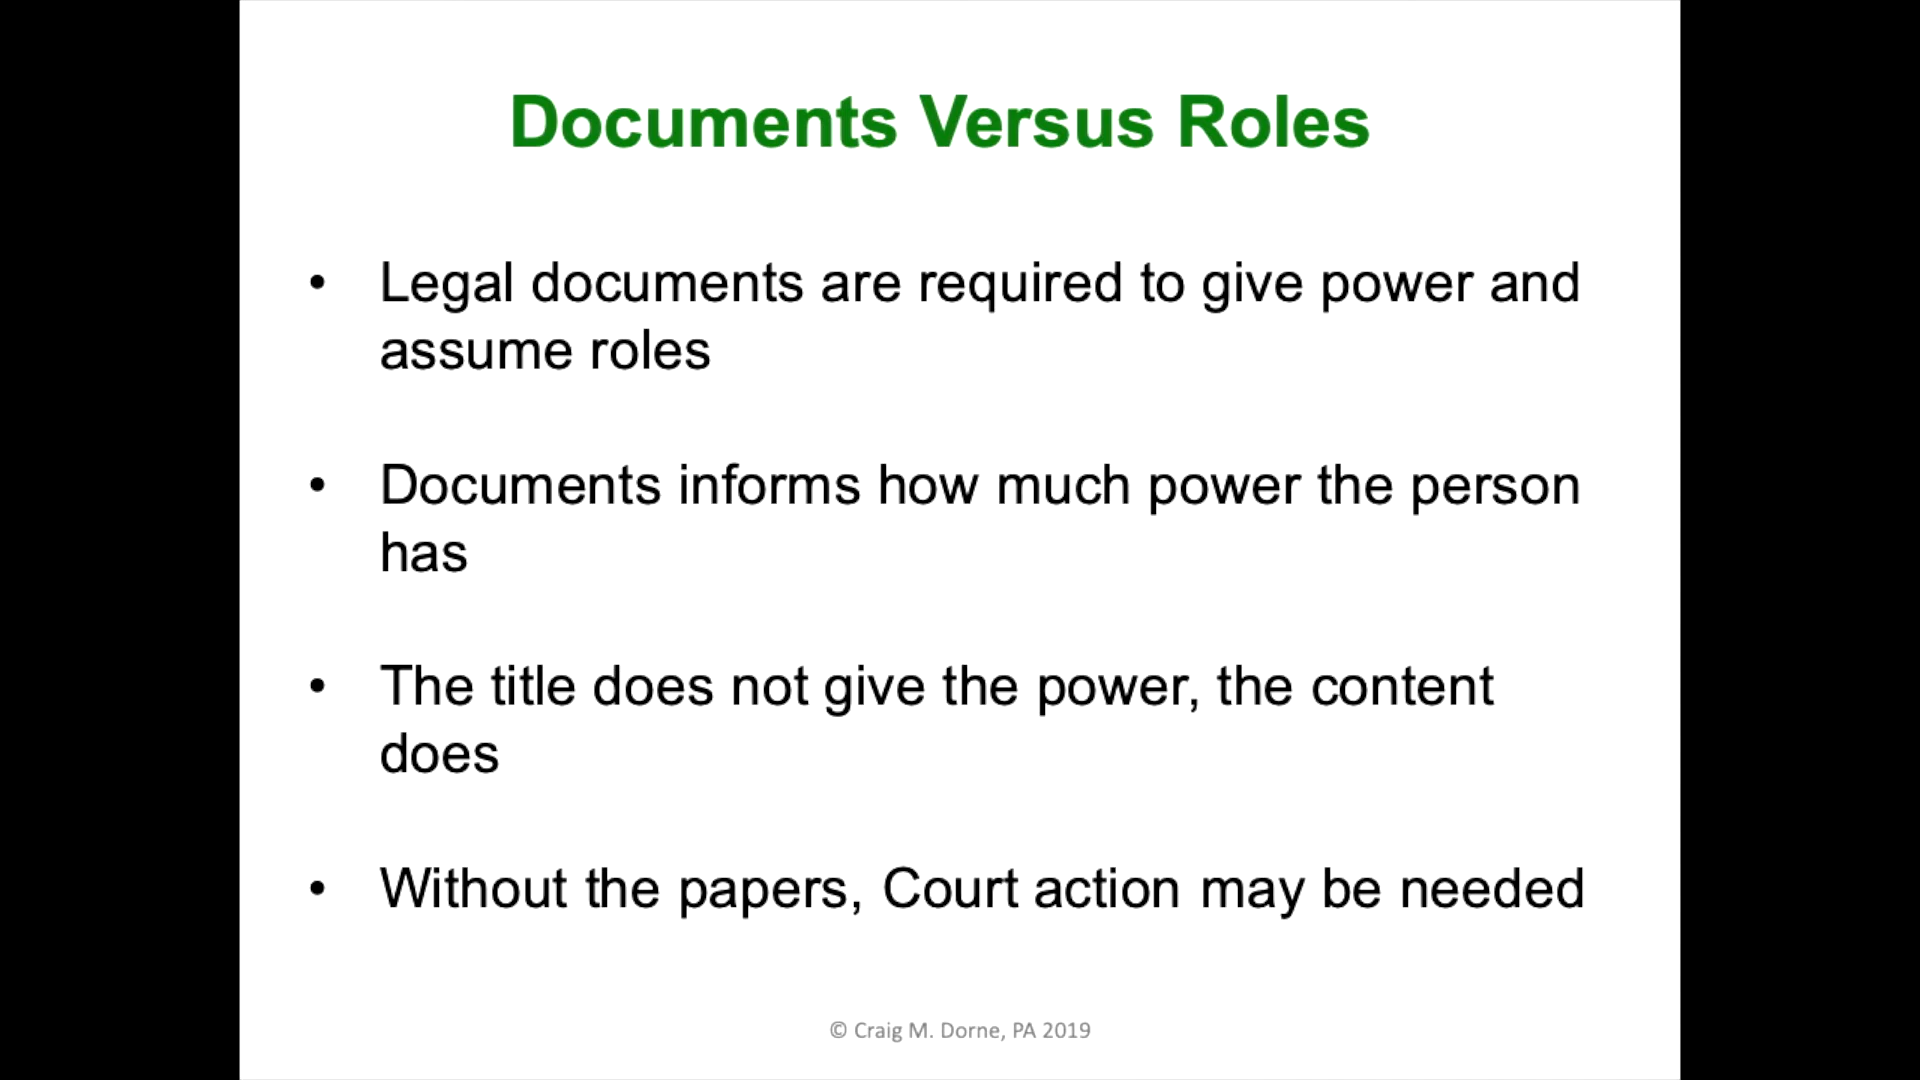 Documents Versus Roles
• Legal documents are required to give power and
assume roles
• Documents informs how much power the person
has
• The title does not give the power, the content
does
• Without the papers, Court action may be needed
© Craig M. Dorne, PA 2019